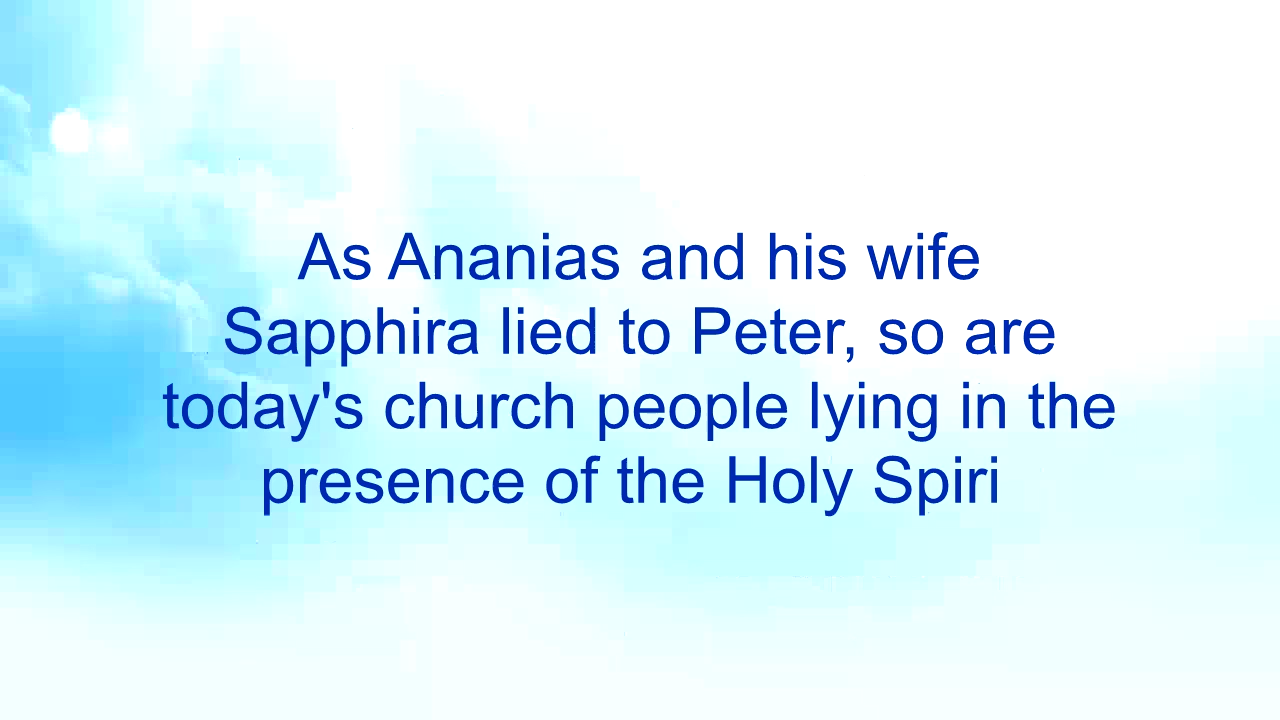 As Ananias and his wife
Sapphira lied to Peter, so are
today's church people lying in the
presence of the Holy Spiri